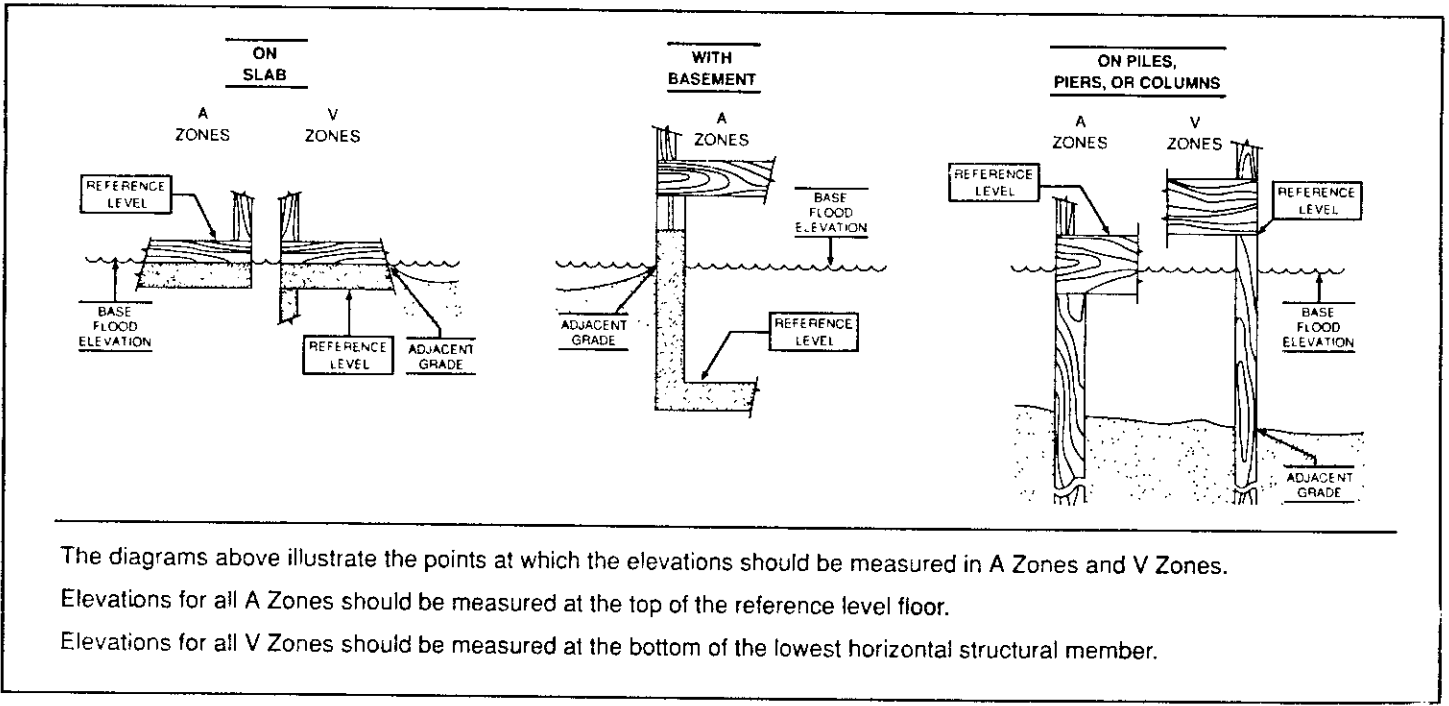 ON
SLAB
A
ZONES
V
ZONES
REFERENCE
LEVEL
BASE
FLOOD
ELEVATION
REFERENCE
LEVEL
ADJACENT
GRADE
WITH
BASEMENT
A
ZONES
BASE
FLOOD
ELEVATION
ADJACENT
GRADE
REFERENCE
LEVEL
ON PILES,
PIERS, OR COLUMNS
A
ZONES
V
ZONES
REFERENCE
LEVEL
REFERENCE
LEVEL
BASE
FLOOD
ELEVATION
ADJACENT
GRADE
The diagrams above illustrate the points at which the elevations should be measured in A Zones and V Zones.
Elevations for all A Zones should be measured at the top of the reference level floor.
Elevations for all V Zones should be measured at the bottom of the lowest horizontal structural member.